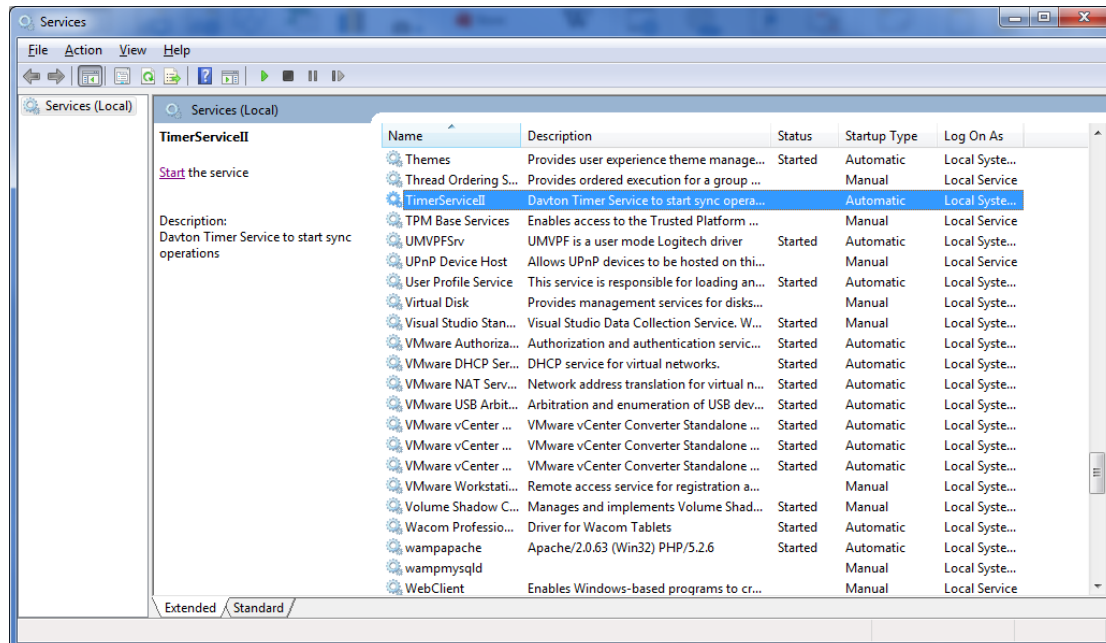 Services
File Action View Help
Services (Local)
Services (Local)
TimerServiceII
Start the service
Description:
Davton Timer Service to start sync
operations
Name Description Status Startup Type Log On As
Themes Provides user experience theme manage... Started Automatic Local Syste...
Thread Ordering S... Provides ordered execution for a group ... Manual Local Service
TimerServiceII Davton Timer Service to start sync opera... Automatic Local Syste...
TPM Base Services Enables access to the Trusted Platform ... Manual Local Service
UMVPFSrv UMVPF is a user mode Logitech driver Started Automatic Local Syste...
UPnP Device Host Allows UPnP devices to be hosted on thi... Manual Local Service
User Profile Service This service is responsible for loading an... Started Automatic Local Syste...
Virtual Disk Provides management services for disks... Manual Local Syste...
Visual Studio Stan... Visual Studio Data Collection Service. W... Started Manual Local Syste...
VMware Authoriza... Authorization and authentication servic... Started Automatic Local Syste...
VMware DHCP Ser... DHCP service for virtual networks. Started Automatic Local Syste...
VMware NAT Serv... Network address translation for virtual n... Started Automatic Local Syste...
VMware USB Arbit... Arbitration and enumeration of USB dev... Started Automatic Local Syste...
VMware vCenter ... VMware vCenter Converter Standalone ... Started Automatic Local Syste...
VMware vCenter ... VMware vCenter Converter Standalone ... Started Automatic Local Syste...
VMware vCenter ... VMware vCenter Converter Standalone ... Started Automatic Local Syste...
VMware Workstati... Remote access service for registration a... Manual Local Syste...
Volume Shadow C... Manages and implements Volume Shad... Started Manual Local Syste...
Wacom Professio... Driver for Wacom Tablets Started Automatic Local Syste...
wampapache Apache/2.0.63 (Win32) PHP/5.2.6 Started Automatic Local Syste...
wampmysqld Manual Local Syste...
WebClient Enables Windows-based programs to cr... Manual Local Service
Extended Standard